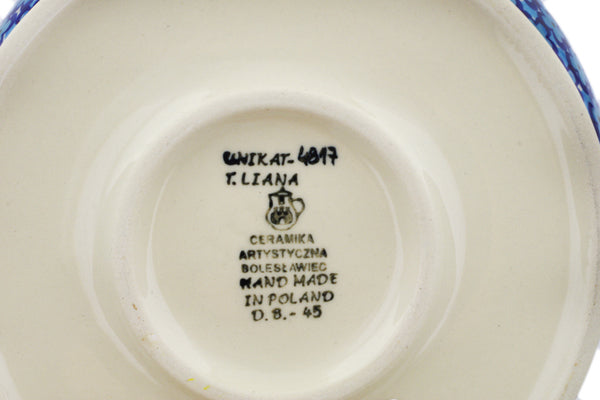 UNIKAT-4817
T. LIANA
CERAMIKA
ARTYSTYCZNA
BOLESŁAWIEC
HAND MADE
IN POLAND
D.B.- 45